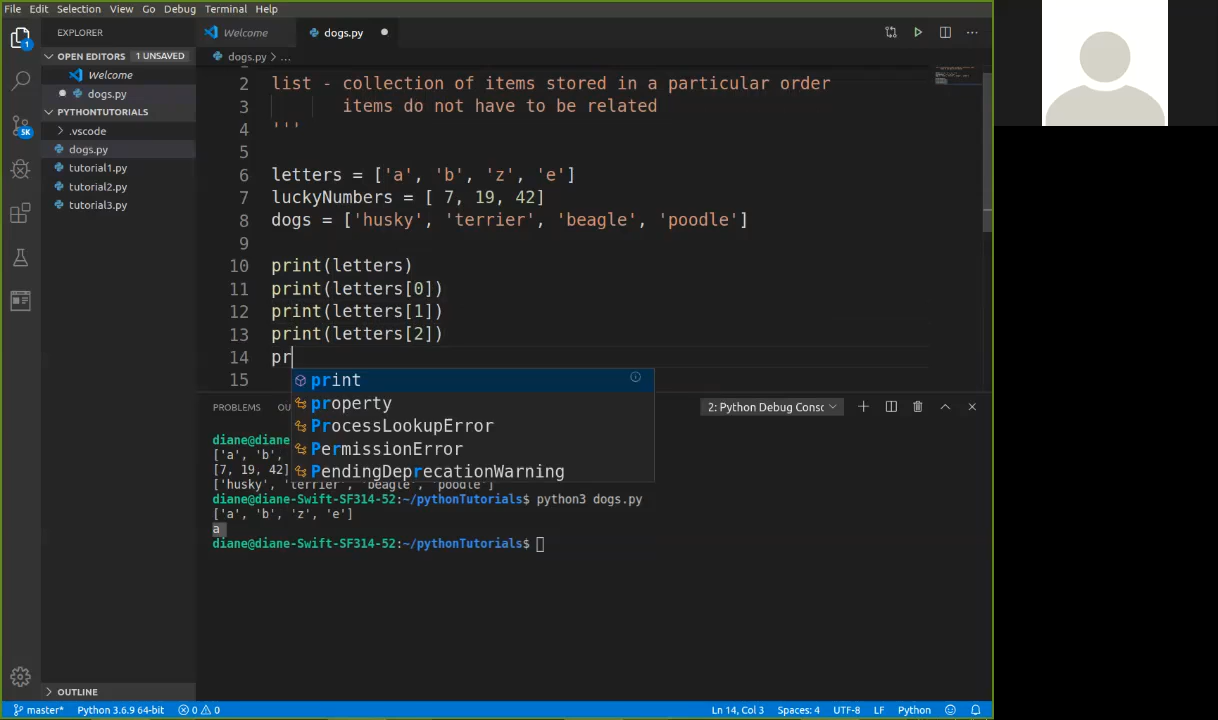 File Edit Selection View Go Debug Terminal Help
EXPLORER
OPEN EDITORS 1 UNSAVED
Welcome
dogs.py
PYTHONTUTORIALS
.vscode
dogs.py
tutorial1.py
tutorial2.py
tutorial3.py
OUTLINE
1
SK
Welcome dogs.py
dogs.py > ...
2 list - collection of items stored in a particular order
3 items do not have to be related
4 '''
5
6 letters = ['a', 'b', 'z', 'e']
7 luckyNumbers = [ 7, 19, 42]
8 dogs = ['husky', 'terrier', 'beagle', 'poodle']
9
10 print(letters)
11 print(letters[0])
12 print(letters[1])
13 print(letters[2])
14 pr
15
print
property
ProcessLookupError
PermissionError
PendingDeprecationWarning
PROBLEMS OU 2: Python Debug Consc
diane@diane
['a', 'b',
[7, 19, 42]
['husky', 'terrier', 'beagle', 'poodle']
diane@diane-Swift-SF314-52:~/pythonTutorials$ python3 dogs.py
['a', 'b', 'z', 'e']
a
diane@diane-Swift-SF314-52:~/pythonTutorials$
master* Python 3.6.9 64-bit 0 0 Ln 14, Col 3 Spaces: 4 UTF-8 LF Python